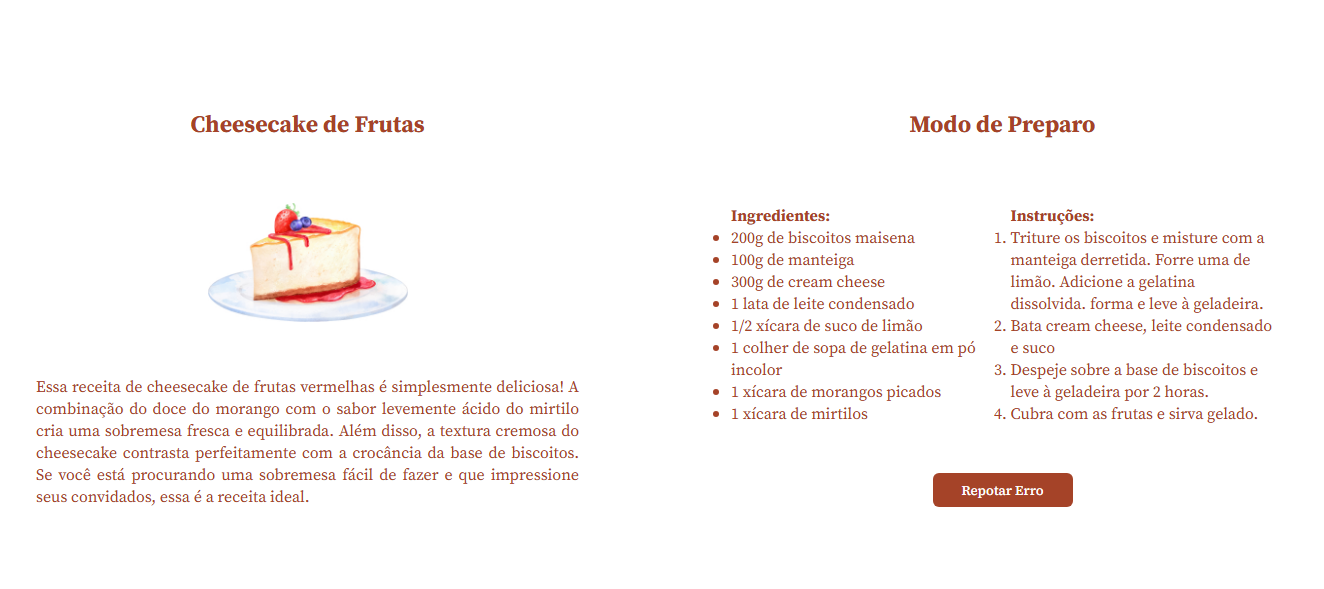 Cheesecake de Frutas
Essa receita de cheesecake de frutas vermelhas é simplesmente deliciosa! A
combinação do doce do morango com o sabor levemente ácido do mirtilo
cria uma sobremesa fresca e equilibrada. Além disso, a textura cremosa do
cheesecake contrasta perfeitamente com a crocância da base de biscoitos.
Se você está procurando uma sobremesa fácil de fazer e que impressione
seus convidados, essa é a receita ideal.
Modo de Preparo
Ingredientes:
• 200g de biscoitos maisena
• 100g de manteiga
• 300g de cream cheese
• 1 lata de leite condensado
• 1/2 xícara de suco de limão
• 1 colher de sopa de gelatina em pó
incolor
• 1 xícara de morangos picados
• 1 xícara de mirtilos
Instruções:
1. Triture os biscoitos e misture com a
manteiga derretida. Forre uma de
limão. Adicione a gelatina
dissolvida. forma e leve à geladeira.
2. Bata cream cheese, leite condensado
e suco
3. Despeje sobre a base de biscoitos e
leve à geladeira por 2 horas.
4. Cubra com as frutas e sirva gelado.
Repotar Erro